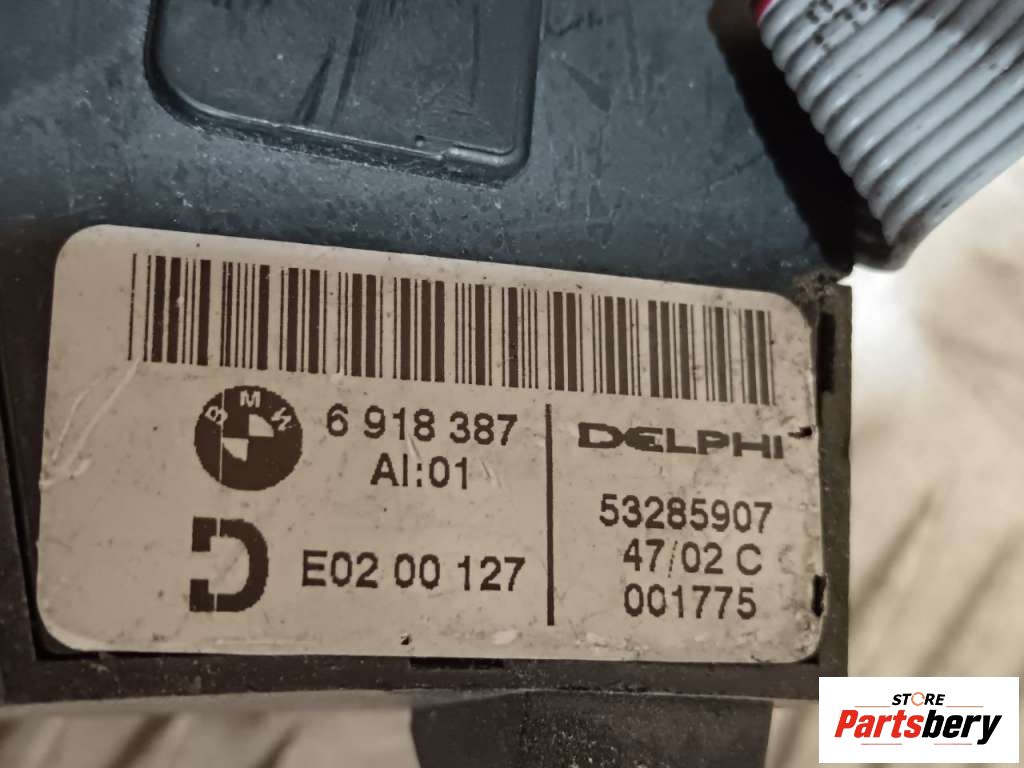 BMW
6 918 387
AI:01
D
E02 00 127
DELPHI
53285907
47/02 C
001775
STORE
Partsbery